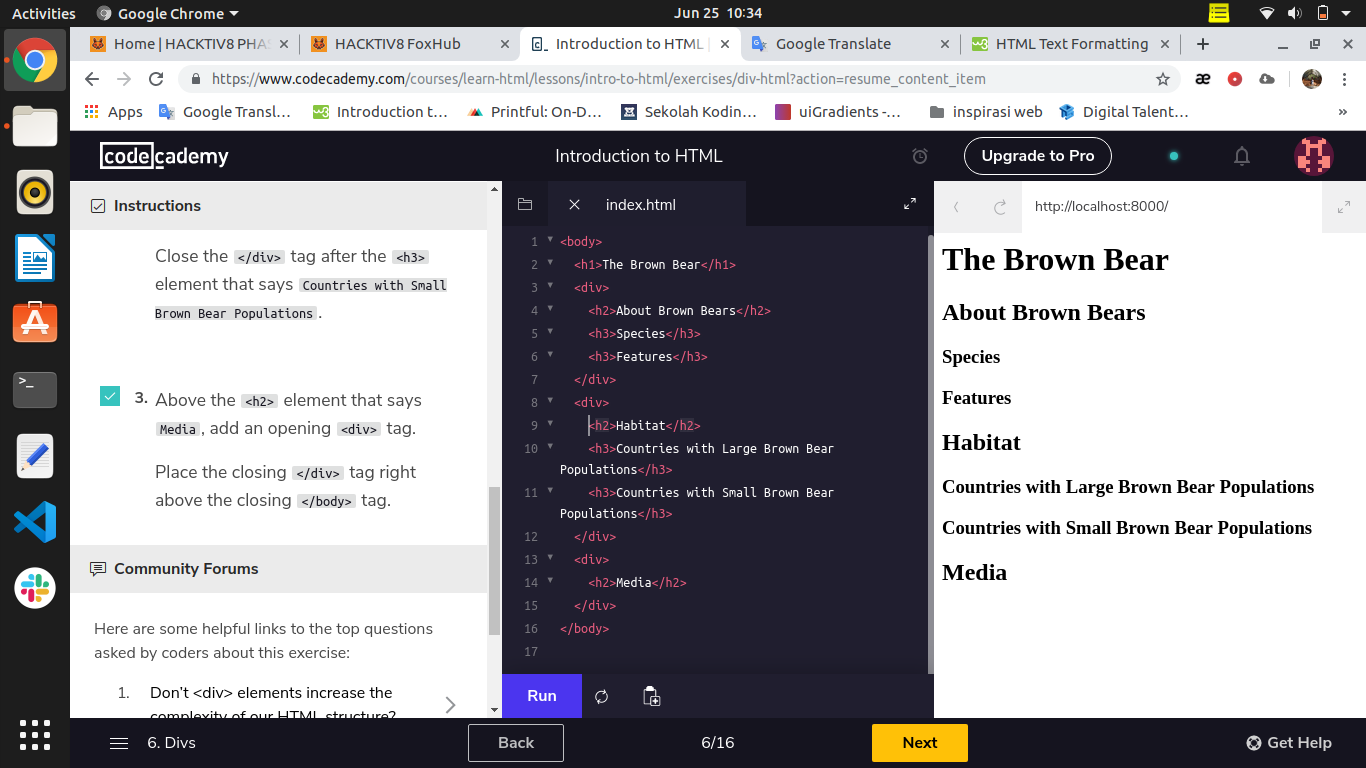 Activities
Google Chrome
Jun 25 10:34
Home | HACKTIV8 PHAS
HACKTIV8 FoxHub
Introduction to HTML |
Google Translate
HTML Text Formatting
https://www.codecademy.com/courses/learn-html/lessons/intro-to-html/exercises/div-html?action=resume_content_item
Apps
Google Transl…
Introduction t…
Printful: On-D…
Sekolah Kodin…
uiGradients -…
inspirasi web
Digital Talent…
»
codecademy
Introduction to HTML
Upgrade to Pro
Instructions
Close the </div> tag after the <h3>
element that says Countries with Small
Brown Bear Populations.
3. Above the <h2> element that says
Media, add an opening <div> tag.
Place the closing </div> tag right
above the closing </body> tag.
Community Forums
Here are some helpful links to the top questions
asked by coders about this exercise:
1. Don't <div> elements increase the
complexity of our HTML structure?
index.html
1 <body>
2 <h1>The Brown Bear</h1>
3 <div>
4 <h2>About Brown Bears</h2>
5 <h3>Species</h3>
6 <h3>Features</h3>
7 </div>
8 <div>
9 <h2>Habitat</h2>
10 <h3>Countries with Large Brown Bear
Populations</h3>
11 <h3>Countries with Small Brown Bear
Populations</h3>
12 </div>
13 <div>
14 <h2>Media</h2>
15 </div>
16 </body>
17
Run
http://localhost:8000/
The Brown Bear
About Brown Bears
Species
Features
Habitat
Countries with Large Brown Bear Populations
Countries with Small Brown Bear Populations
Media
6. Divs
Back
6/16
Next
Get Help